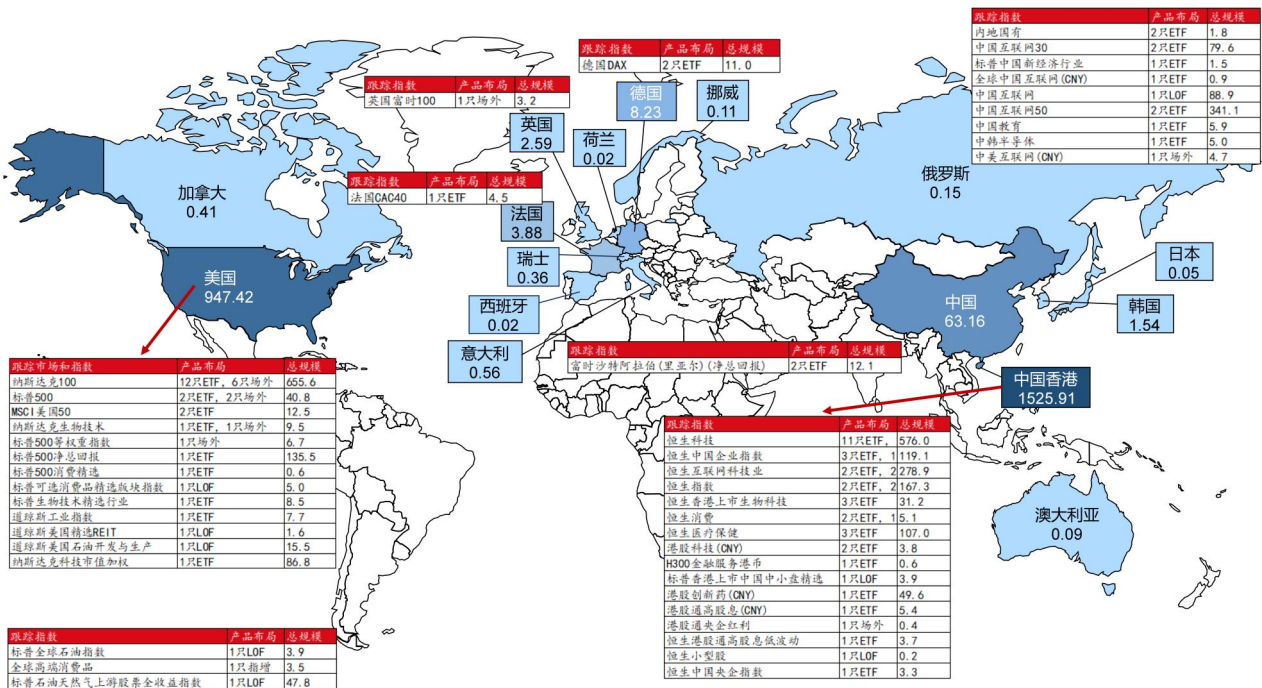 跟踪指数 产品布局 总规模
内地国有 2只ETF 1.8
中国互联网30 2只ETF 79.6
标普中国新经济行业 1只ETF 1.5
全球中国互联网(CNY) 1只ETF 0.9
中国互联网 1只LOF 88.9
中国互联网50 2只ETF 341.1
中国教育 1只ETF 5.9
中韩半导体 1只ETF 5.0
中美互联网(CNY) 1只场外 4.7
跟踪指数 产品布局 总规模
德国DAX 2只ETF 11.0
跟踪指数 产品布局 总规模
英国富时100 1只场外 3.2
德国
8.23
挪威
0.11
英国
2.59
荷兰
0.02
俄罗斯
0.15
加拿大
0.41
跟踪指数 产品布局 总规模
法国CAC40 1只ETF 4.5
法国
3.88
瑞士
0.36
日本
0.05
美国
947.42
西班牙
0.02
中国
63.16
韩国
1.54
意大利
0.56
跟踪指数 产品布局 总规模
富时沙特阿拉伯(里亚尔)(净总回报) 2只ETF 12.1
中国香港
1525.91
跟踪市场和指数 产品布局 总规模
纳斯达克100 12只ETF, 6只场外 655.6
标普500 2只ETF, 2只场外 40.8
MSCI美国50 2只ETF 12.5
纳斯达克生物技术 1只ETF, 1只场外 9.5
标普500等权重指数 1只场外 6.7
标普500净总回报 1只ETF 135.5
标普500消费精选 1只ETF 0.6
标普可选消费品精选版块指数 1只LOF 5.0
标普生物技术精选行业 1只ETF 8.5
道琼斯工业指数 1只ETF 7.7
道琼斯美国精选REIT 1只LOF 1.6
道琼斯美国石油开发与生产 1只LOF 15.5
纳斯达克科技市值加权 1只ETF 86.8
跟踪指数 产品布局 总规模
恒生科技 11只ETF, 576.0
恒生中国企业指数 3只ETF, 1 119.1
恒生互联网科技业 2只ETF, 2 278.9
恒生指数 2只ETF, 2 167.3
恒生香港上市生物科技 3只ETF 31.2
恒生消费 2只ETF, 1 5.1
恒生医疗保健 3只ETF 107.0
港股科技(CNY) 2只ETF 3.8
H300金融服务港币 1只ETF 0.6
标普香港上市中国中小盘精选 1只LOF 3.9
港股创新药(CNY) 1只ETF 49.6
港股通高股息(CNY) 1只ETF 5.4
港股通央企红利 1只场外 0.4
恒生港股通高股息低波动 1只ETF 3.7
恒生小型股 1只LOF 0.2
恒生中国央企指数 1只ETF 3.3
澳大利亚
0.09
跟踪指数 产品布局 总规模
标普全球石油指数 1只LOF 3.9
全球高端消费品 1只指增 3.5
标普石油天然气上游股票全收益指数 1只LOF 47.8